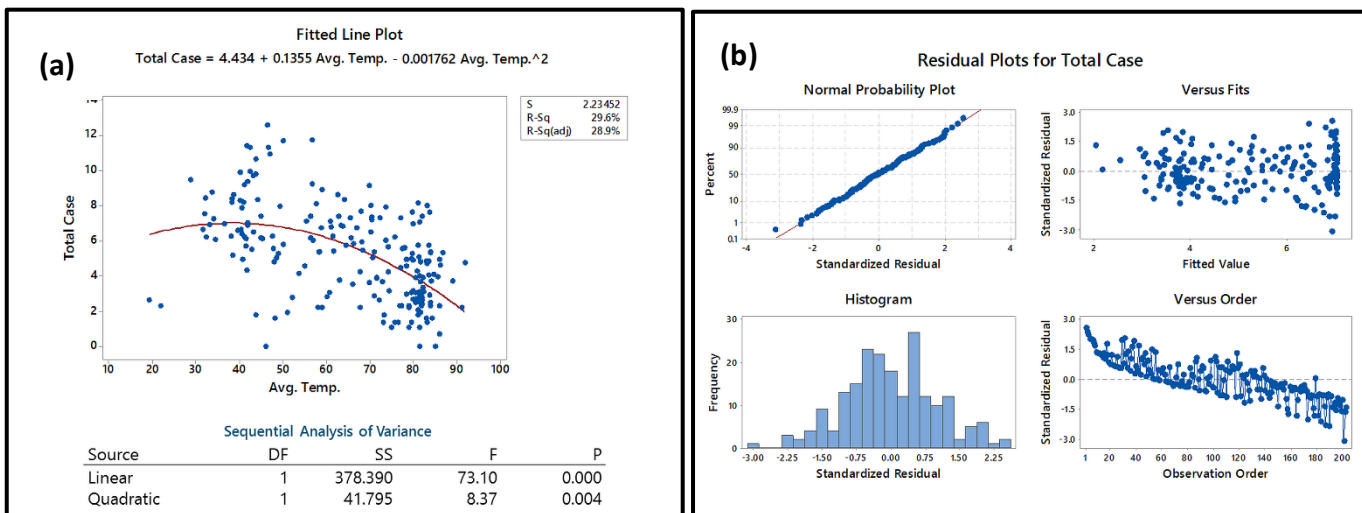 (a)
Fitted Line Plot
Total Case = 4.434 + 0.1355 Avg. Temp. - 0.001762 Avg. Temp.^2
S 2.23452
R-Sq 29.6%
R-Sq(adj) 28.9%
14
12
10
8
6
4
2
0
Total Case
10 20 30 40 50 60 70 80 90 100
Avg. Temp.
Sequential Analysis of Variance
Source DF SS F P
Linear 1 378.390 73.10 0.000
Quadratic 1 41.795 8.37 0.004
(b)
Residual Plots for Total Case
Normal Probability Plot
99.9
99
90
50
10
1
0.1
Percent
-4 -2 0 2 4
Standardized Residual
Versus Fits
3.0
1.5
0.0
-1.5
-3.0
Standardized Residual
2 4 6
Fitted Value
Histogram
30
20
10
0
Frequency
-3.00 -2.25 -1.50 -0.75 0.00 0.75 1.50 2.25
Standardized Residual
Versus Order
3.0
1.5
0.0
-1.5
-3.0
Standardized Residual
1 20 40 60 80 100 120 140 160 180 200
Observation Order